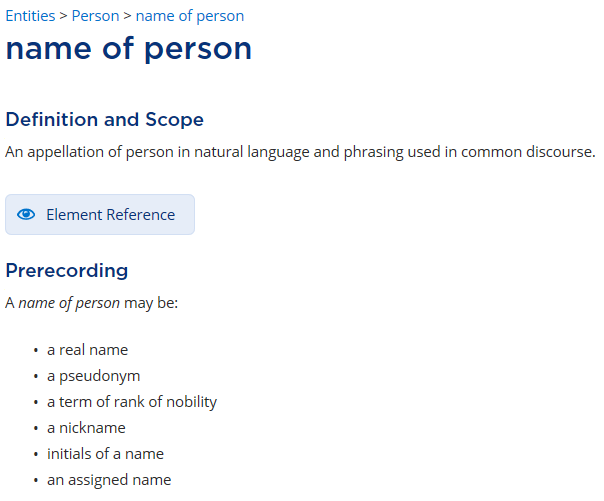 Entities > Person > name of person
name of person
Definition and Scope
An appellation of person in natural language and phrasing used in common discourse.
Element Reference
Prerecording
A name of person may be:
• a real name
• a pseudonym
• a term of rank of nobility
• a nickname
• initials of a name
• an assigned name